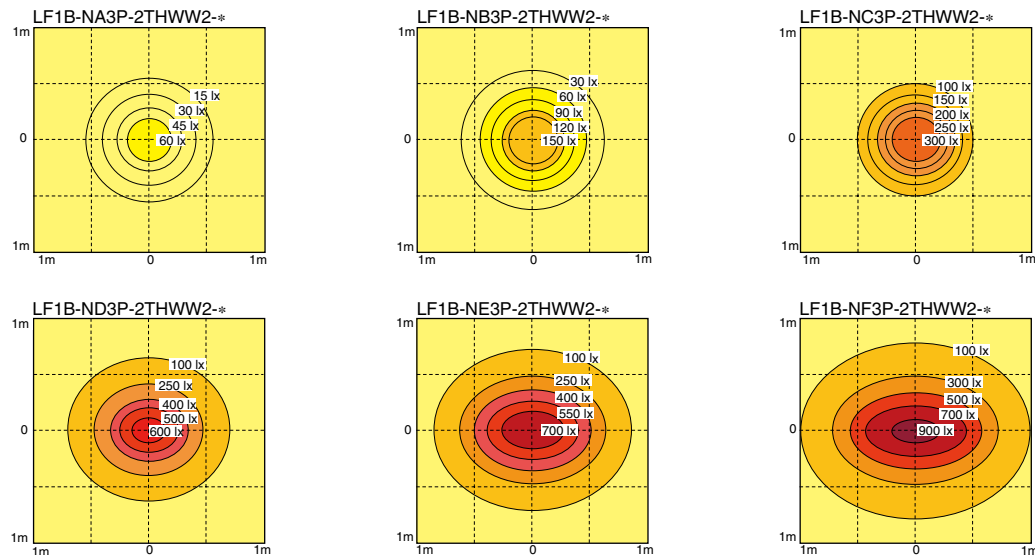 LF1B-NA3P-2THWW2-*
1m
15 lx
30 lx
45 lx
0
60 lx
1m
1m
0
1m
LF1B-NB3P-2THWW2-*
1m
30 lx
60 lx
90 lx
120 lx
0
150 lx
1m
1m
0
1m
LF1B-NC3P-2THWW2-*
1m
100 lx
150 lx
200 lx
250 lx
0
300 lx
1m
1m
0
1m
LF1B-ND3P-2THWW2-*
1m
100 lx
250 lx
400 lx
500 lx
0
600 lx
1m
1m
0
1m
LF1B-NE3P-2THWW2-*
1m
100 lx
250 lx
400 lx
550 lx
0
700 lx
1m
1m
0
1m
LF1B-NF3P-2THWW2-*
1m
100 lx
300 lx
500 lx
700 lx
0
900 lx
1m
1m
0
1m